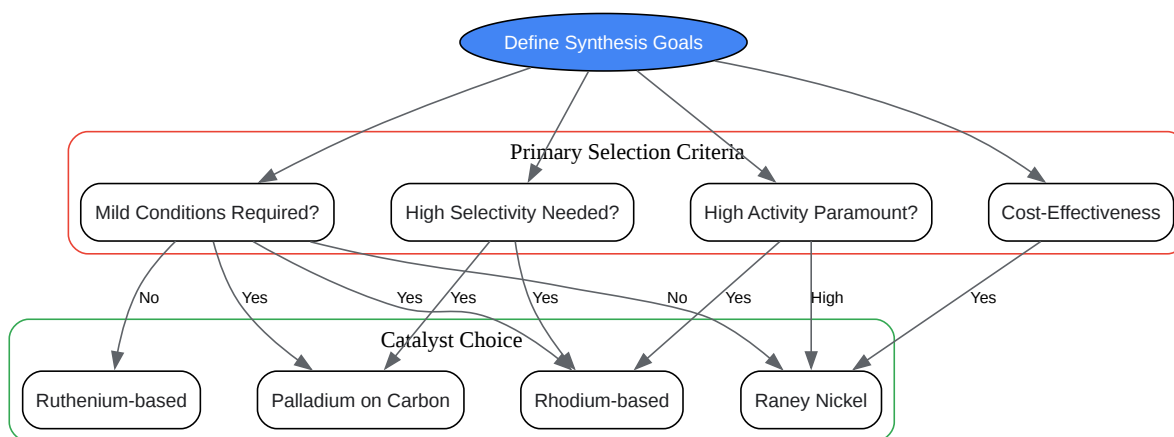 Define Synthesis Goals
Primary Selection Criteria
Mild Conditions Required?
High Selectivity Needed?
High Activity Paramount?
Cost-Effectiveness
No
Yes
Yes
Yes
Yes
No
Yes
High
Yes
Catalyst Choice
Ruthenium-based
Palladium on Carbon
Rhodium-based
Raney Nickel